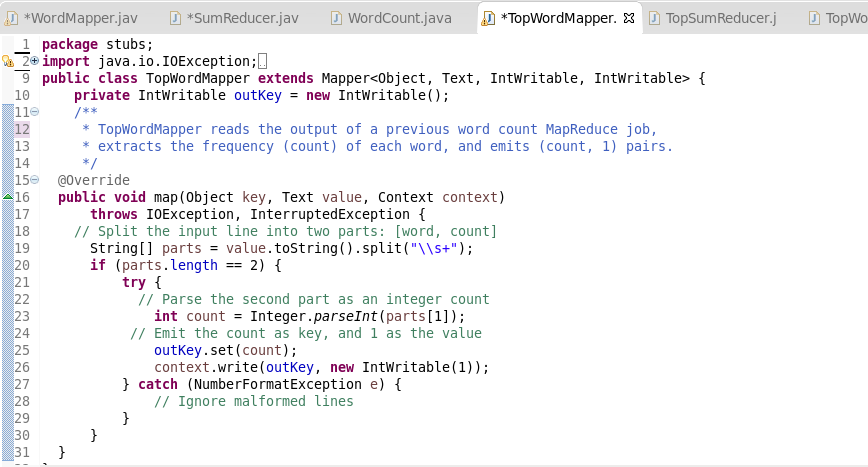 *WordMapper.jav
*SumReducer.jav
WordCount.java
*TopWordMapper.
TopSumReducer.j
TopWo
1 package stubs;
2 import java.io.IOException;
9 public class TopWordMapper extends Mapper<Object, Text, IntWritable, IntWritable> {
10     private IntWritable outKey = new IntWritable();
11     /**
12      * TopWordMapper reads the output of a previous word count MapReduce job,
13      * extracts the frequency (count) of each word, and emits (count, 1) pairs.
14      */
15   @Override
16   public void map(Object key, Text value, Context context)
17       throws IOException, InterruptedException {
18     // Split the input line into two parts: [word, count]
19       String[] parts = value.toString().split("\\s+");
20       if (parts.length == 2) {
21           try {
22             // Parse the second part as an integer count
23               int count = Integer.parseInt(parts[1]);
24            // Emit the count as key, and 1 as the value
25               outKey.set(count);
26               context.write(outKey, new IntWritable(1));
27           } catch (NumberFormatException e) {
28               // Ignore malformed lines
29           }
30       }
31   }